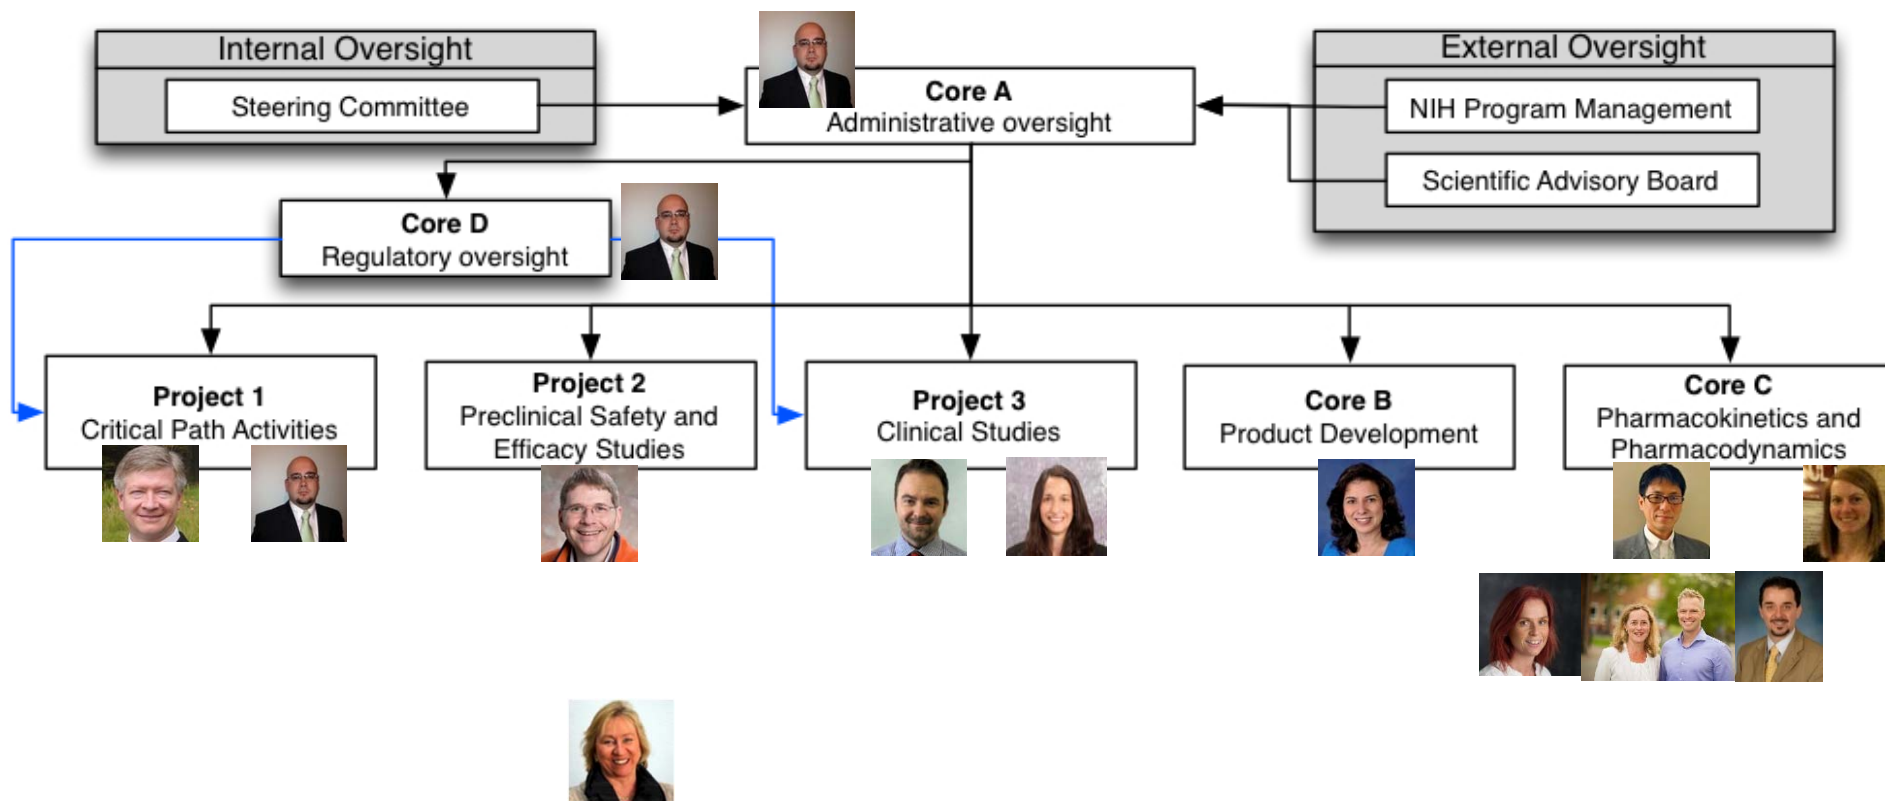 Internal Oversight
Steering Committee
Core A
Administrative oversight
External Oversight
NIH Program Management
Scientific Advisory Board
Core D
Regulatory oversight
Project 1
Critical Path Activities
Project 2
Preclinical Safety and
Efficacy Studies
Project 3
Clinical Studies
Core B
Product Development
Core C
Pharmacokinetics and
Pharmacodynamics